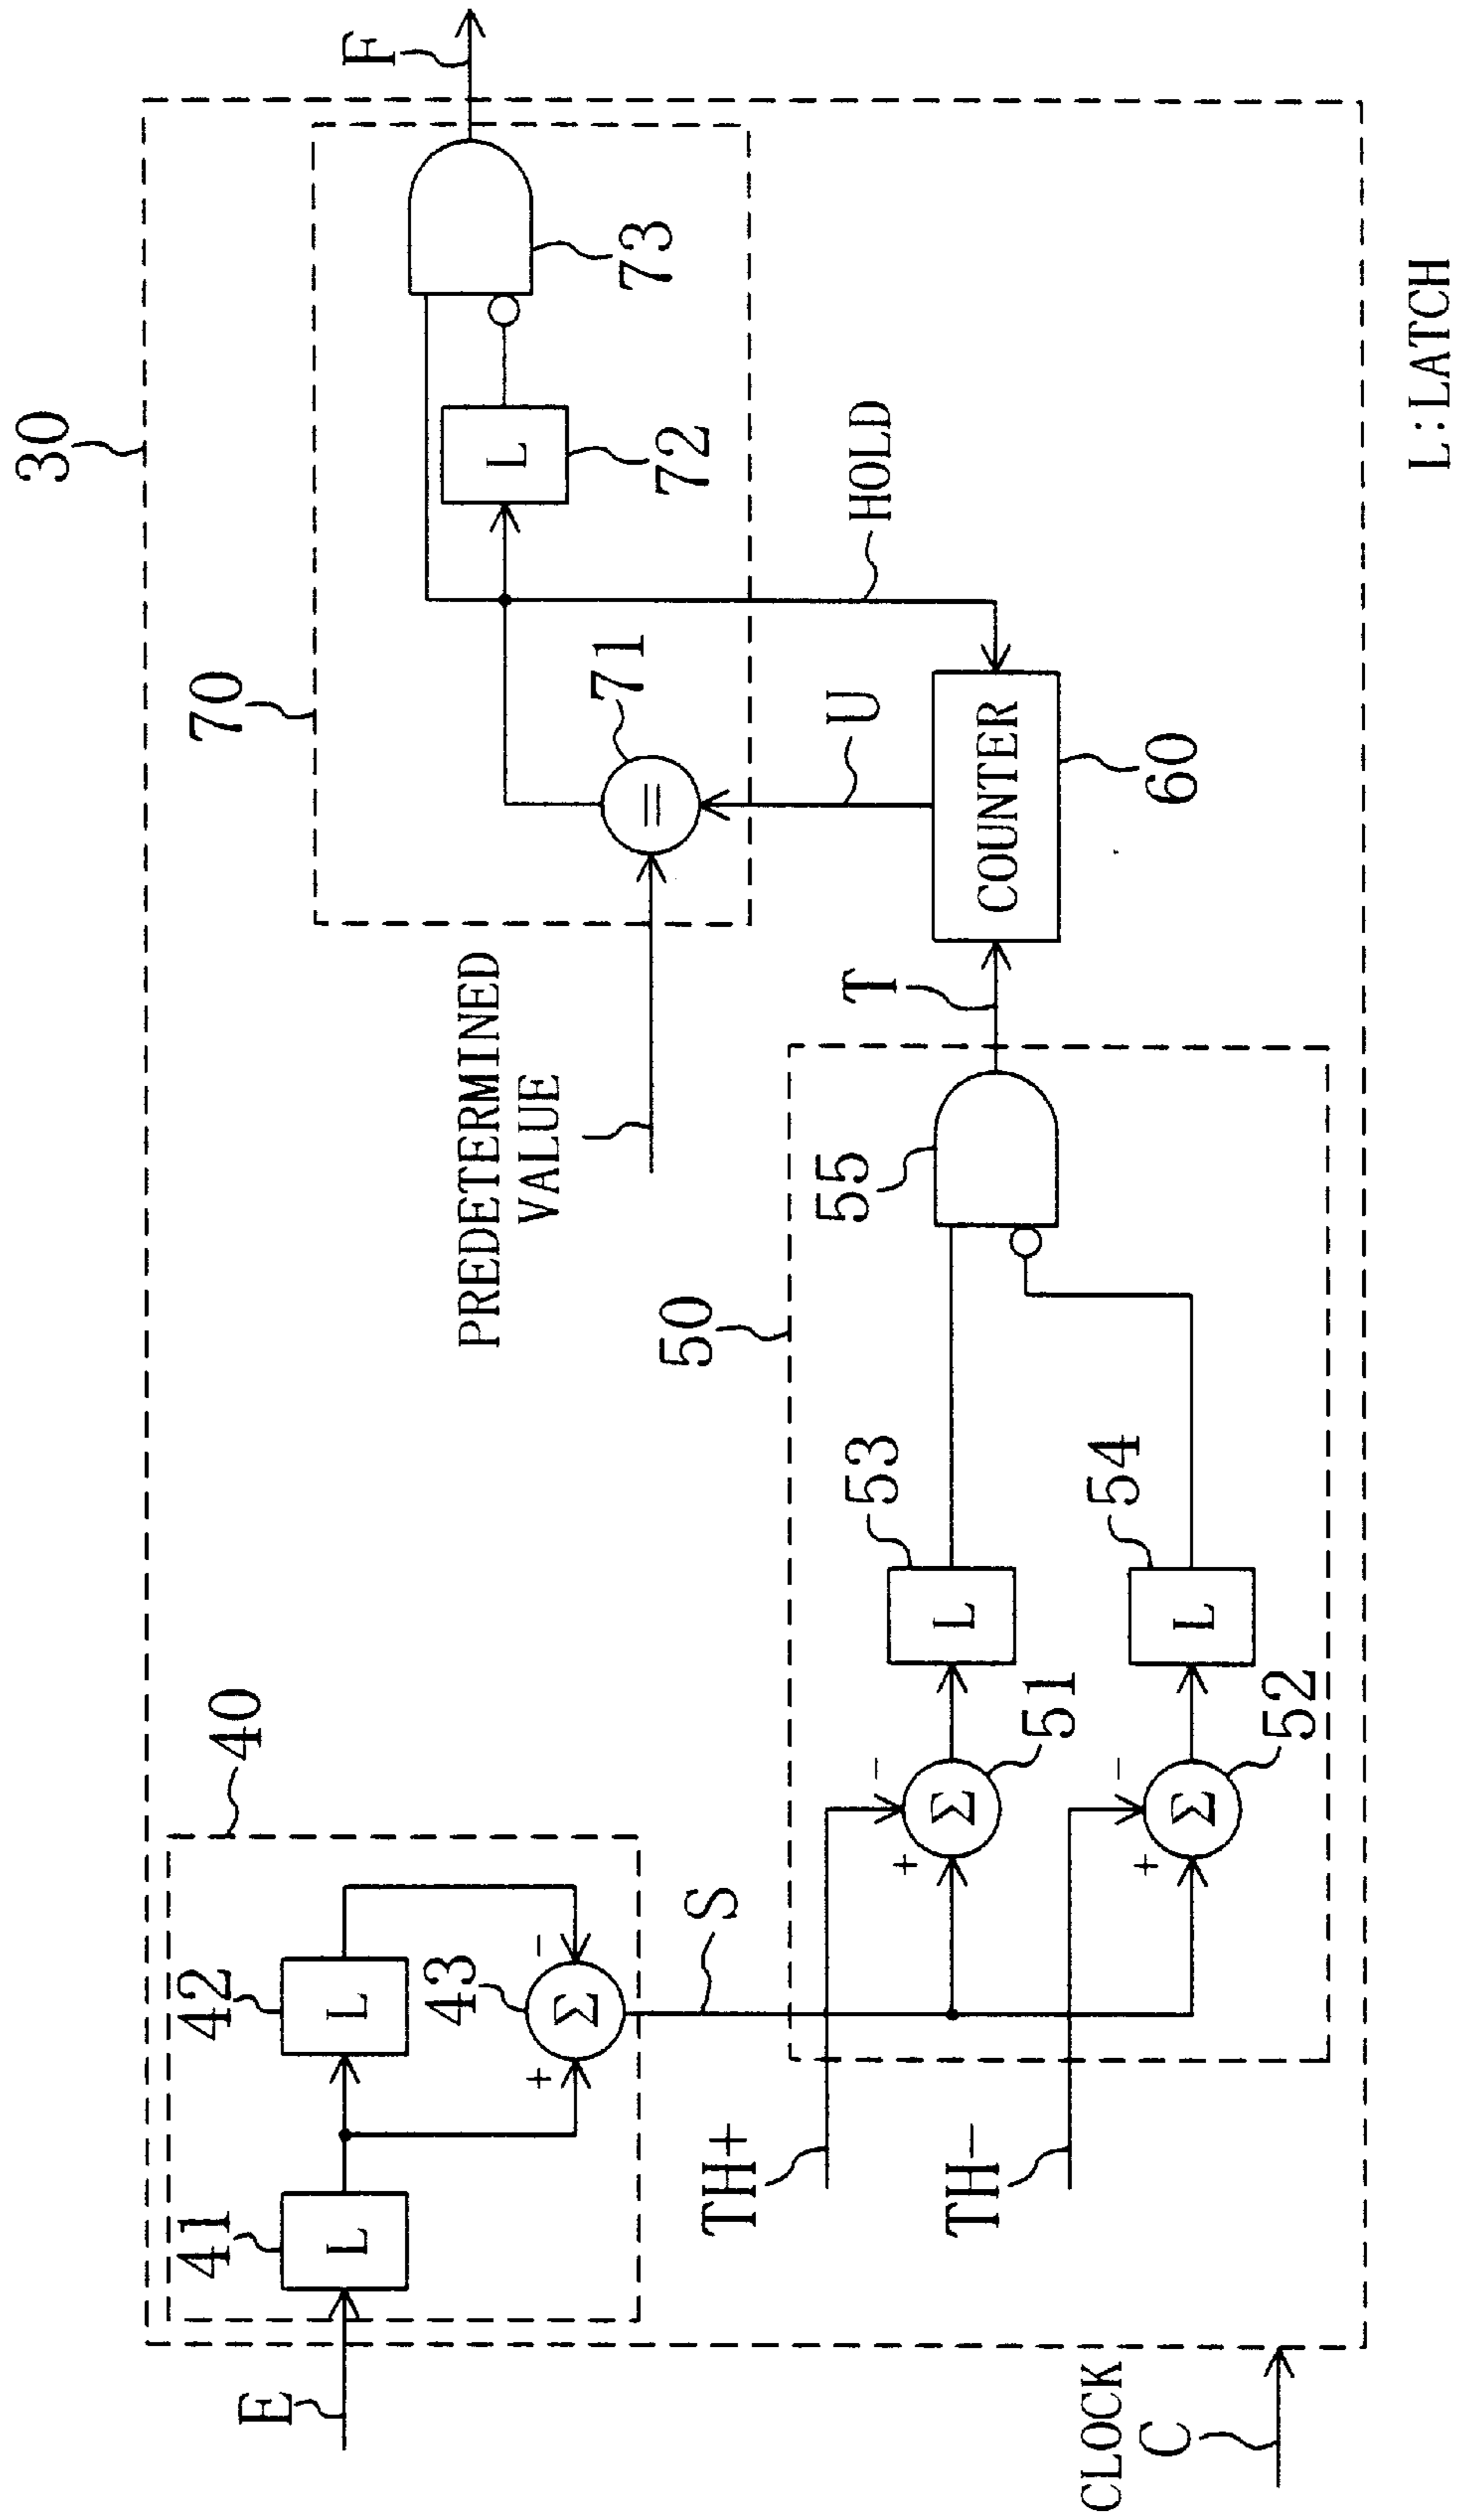 30
40
70
41
42
E
F
L
L
L
43
+
−
Σ
PREDETERMINED
VALUE
71
=
72
73
50
S
TH+
U
T
HOLD
53
55
+
−
Σ
L
COUNTER
TH−
51
54
60
CLOCK
C
+
−
Σ
L
52
L:LATCH